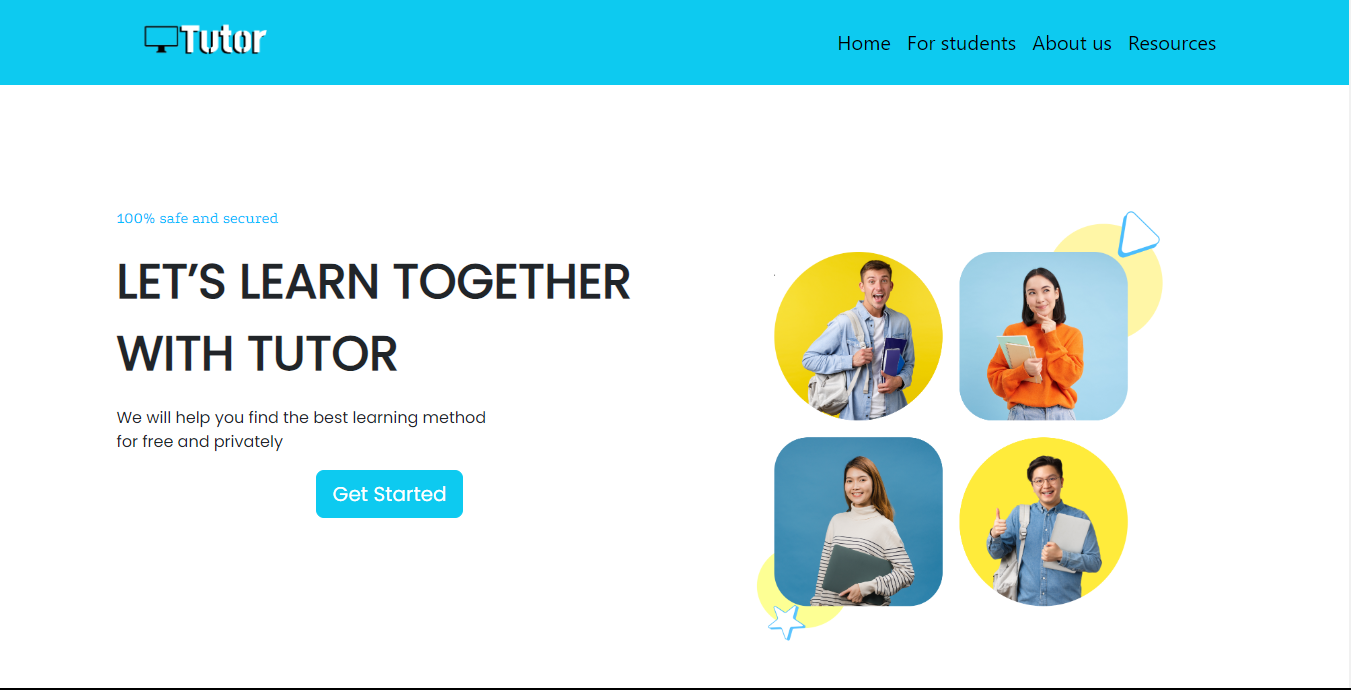 Tutor
Home For students About us Resources
100% safe and secured
LET’S LEARN TOGETHER
WITH TUTOR
We will help you find the best learning method
for free and privately
Get Started